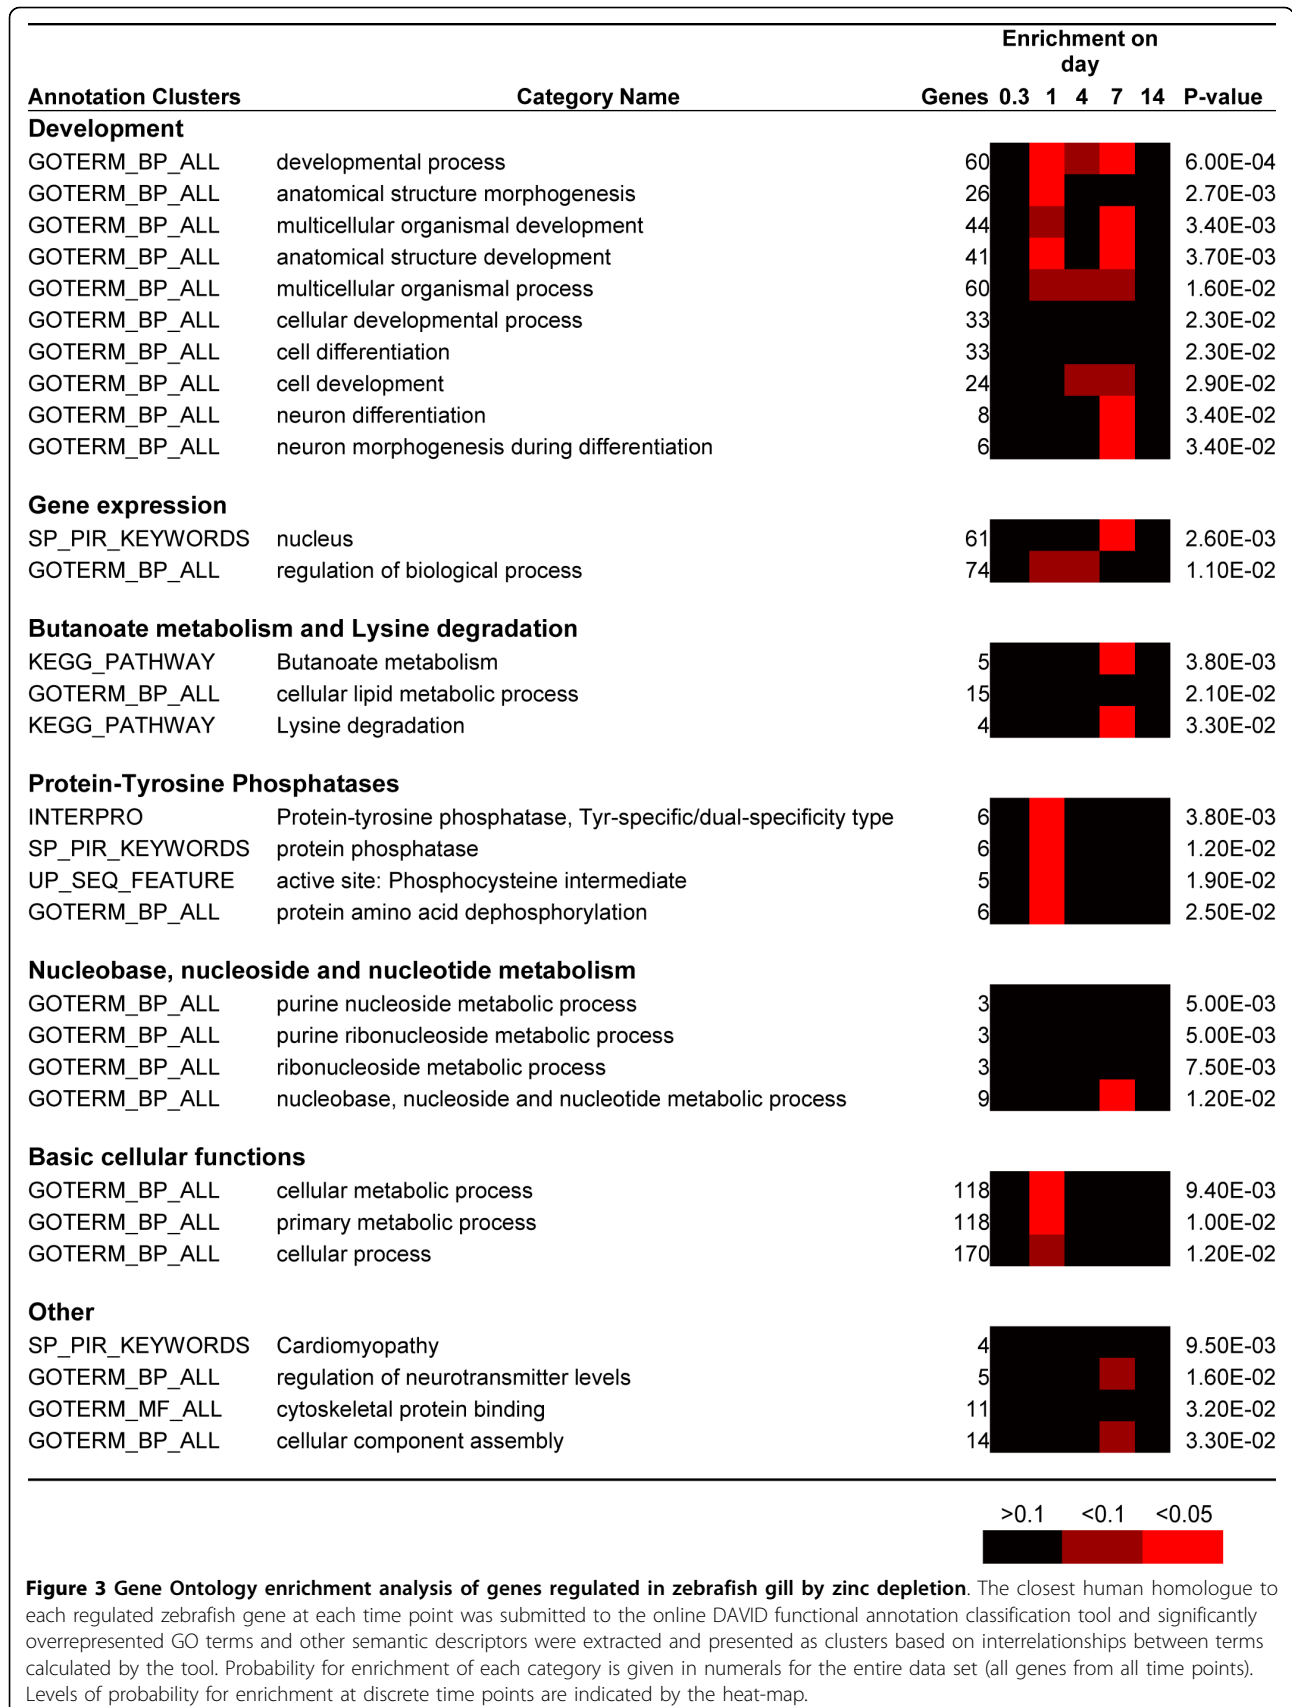 Enrichment on
day
Annotation Clusters Category Name Genes 0.3 1 4 7 14 P-value
Development
GOTERM_BP_ALL developmental process 60 6.00E-04
GOTERM_BP_ALL anatomical structure morphogenesis 26 2.70E-03
GOTERM_BP_ALL multicellular organismal development 44 3.40E-03
GOTERM_BP_ALL anatomical structure development 41 3.70E-03
GOTERM_BP_ALL multicellular organismal process 60 1.60E-02
GOTERM_BP_ALL cellular developmental process 33 2.30E-02
GOTERM_BP_ALL cell differentiation 33 2.30E-02
GOTERM_BP_ALL cell development 24 2.90E-02
GOTERM_BP_ALL neuron differentiation 8 3.40E-02
GOTERM_BP_ALL neuron morphogenesis during differentiation 6 3.40E-02
Gene expression
SP_PIR_KEYWORDS nucleus 61 2.60E-03
GOTERM_BP_ALL regulation of biological process 74 1.10E-02
Butanoate metabolism and Lysine degradation
KEGG_PATHWAY Butanoate metabolism 5 3.80E-03
GOTERM_BP_ALL cellular lipid metabolic process 15 2.10E-02
KEGG_PATHWAY Lysine degradation 4 3.30E-02
Protein-Tyrosine Phosphatases
INTERPRO Protein-tyrosine phosphatase, Tyr-specific/dual-specificity type 6 3.80E-03
SP_PIR_KEYWORDS protein phosphatase 6 1.20E-02
UP_SEQ_FEATURE active site: Phosphocysteine intermediate 5 1.90E-02
GOTERM_BP_ALL protein amino acid dephosphorylation 6 2.50E-02
Nucleobase, nucleoside and nucleotide metabolism
GOTERM_BP_ALL purine nucleoside metabolic process 3 5.00E-03
GOTERM_BP_ALL purine ribonucleoside metabolic process 3 5.00E-03
GOTERM_BP_ALL ribonucleoside metabolic process 3 7.50E-03
GOTERM_BP_ALL nucleobase, nucleoside and nucleotide metabolic process 9 1.20E-02
Basic cellular functions
GOTERM_BP_ALL cellular metabolic process 118 9.40E-03
GOTERM_BP_ALL primary metabolic process 118 1.00E-02
GOTERM_BP_ALL cellular process 170 1.20E-02
Other
SP_PIR_KEYWORDS Cardiomyopathy 4 9.50E-03
GOTERM_BP_ALL regulation of neurotransmitter levels 5 1.60E-02
GOTERM_MF_ALL cytoskeletal protein binding 11 3.20E-02
GOTERM_BP_ALL cellular component assembly 14 3.30E-02
>0.1 <0.1 <0.05
Figure 3 Gene Ontology enrichment analysis of genes regulated in zebrafish gill by zinc depletion. The closest human homologue to
each regulated zebrafish gene at each time point was submitted to the online DAVID functional annotation classification tool and significantly
overrepresented GO terms and other semantic descriptors were extracted and presented as clusters based on interrelationships between terms
calculated by the tool. Probability for enrichment of each category is given in numerals for the entire data set (all genes from all time points).
Levels of probability for enrichment at discrete time points are indicated by the heat-map.